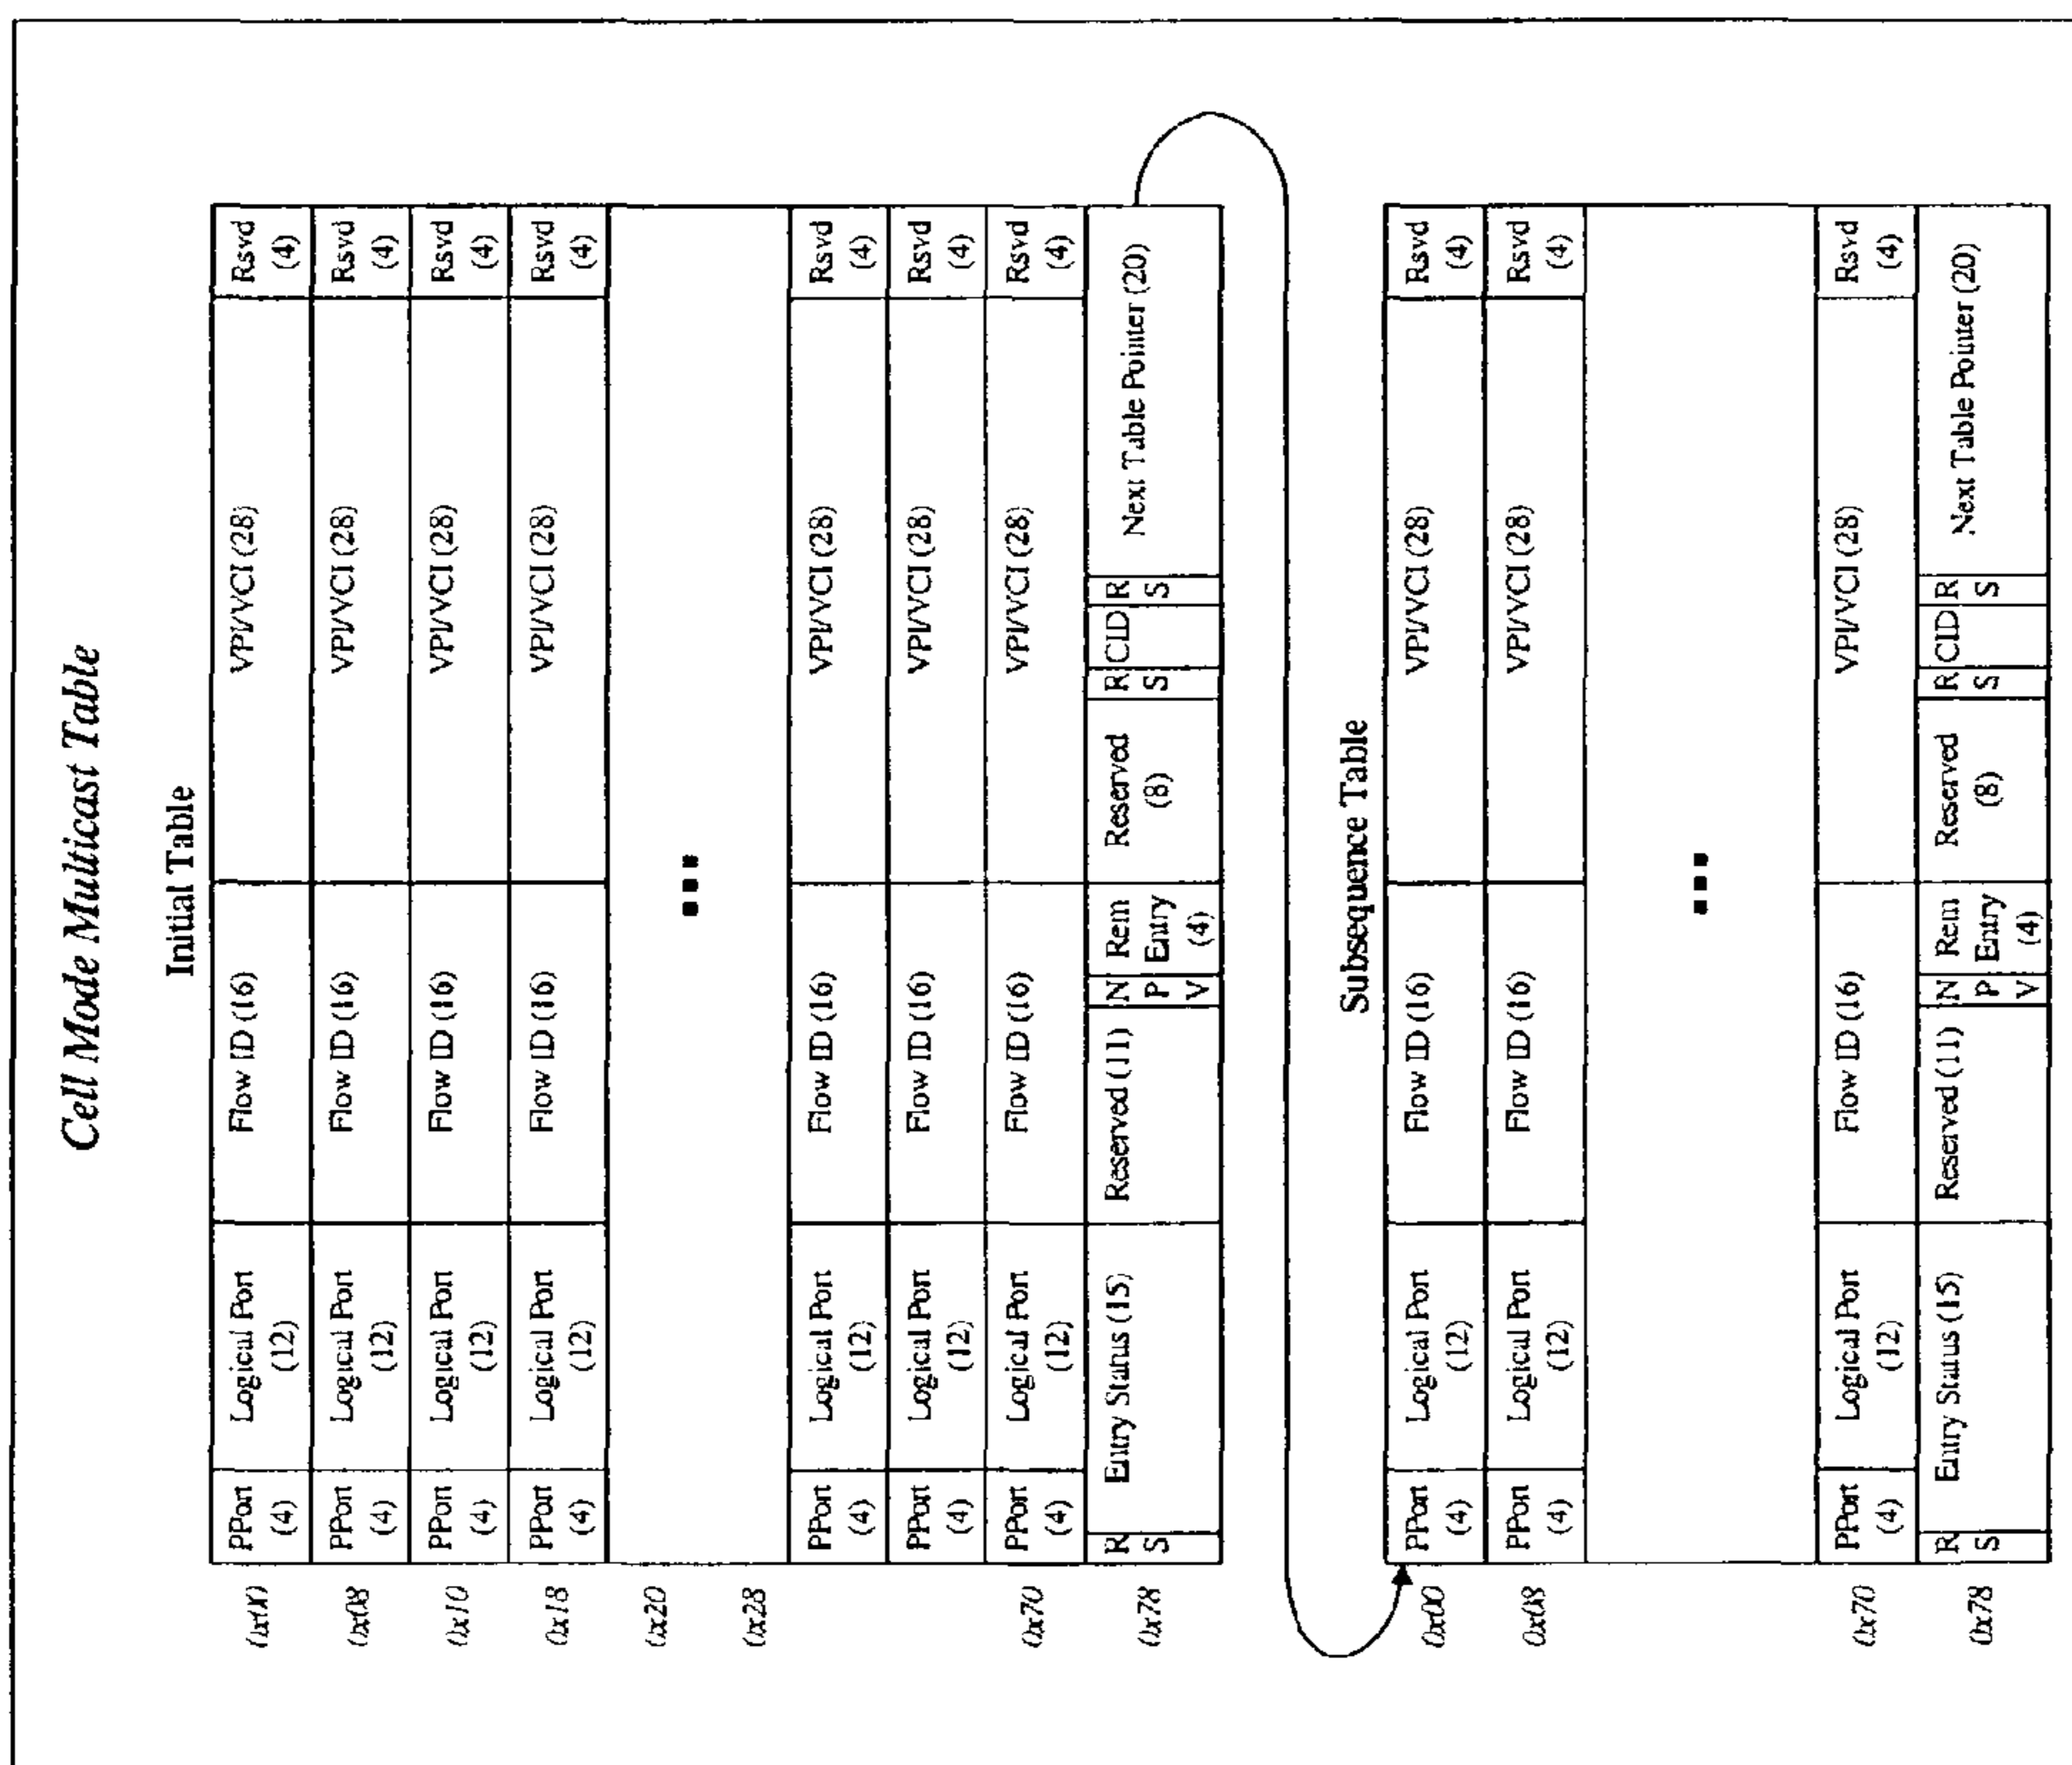 Cell Mode Multicast Table
Initial Table
0x00 PPort (4) Logical Port (12) Flow ID (16) VPI/VCI (28) Rsvd (4)
0x08 PPort (4) Logical Port (12) Flow ID (16) VPI/VCI (28) Rsvd (4)
0x10 PPort (4) Logical Port (12) Flow ID (16) VPI/VCI (28) Rsvd (4)
0x18 PPort (4) Logical Port (12) Flow ID (16) VPI/VCI (28) Rsvd (4)
0x20
0x28
PPort (4) Logical Port (12) Flow ID (16) VPI/VCI (28) Rsvd (4)
PPort (4) Logical Port (12) Flow ID (16) VPI/VCI (28) Rsvd (4)
0x70 PPort (4) Logical Port (12) Flow ID (16) VPI/VCI (28) Rsvd (4)
0x78 RS Entry Status (15) Reserved (11) NPV Rem Entry (4) Reserved (8) RS CID RS Next Table Pointer (20)
Subsequence Table
0x00 PPort (4) Logical Port (12) Flow ID (16) VPI/VCI (28) Rsvd (4)
0x08 PPort (4) Logical Port (12) Flow ID (16) VPI/VCI (28) Rsvd (4)
0x70 PPort (4) Logical Port (12) Flow ID (16) VPI/VCI (28) Rsvd (4)
0x78 RS Entry Status (15) Reserved (11) NPV Rem Entry (4) Reserved (8) RS CID RS Next Table Pointer (20)